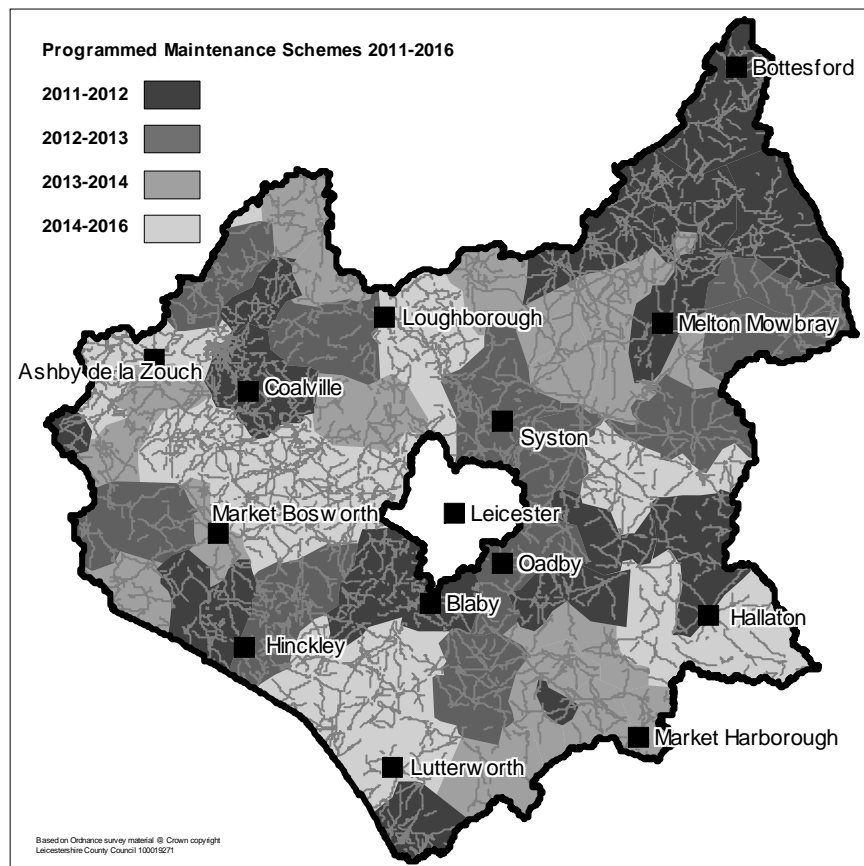 Programmed Maintenance Schemes 2011-2016
2011-2012
2012-2013
2013-2014
2014-2016
Bottesford
Loughborough
Melton Mowbray
Ashby de la Zouch
Coalville
Syston
Market Bosworth
Leicester
Oadby
Blaby
Hallaton
Hinckley
Market Harborough
Lutterworth
Based on Ordnance survey material @ Crown copyright
Leicestershire County Council 100019271